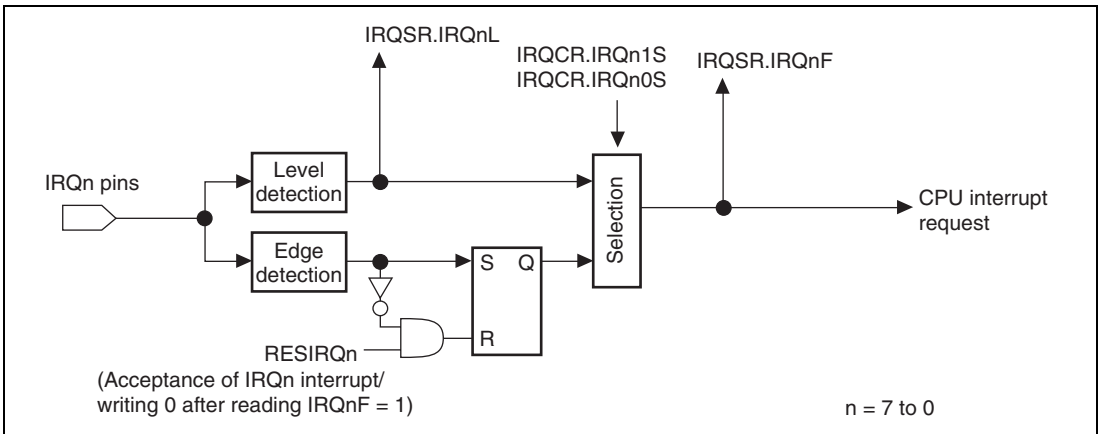 IRQSR.IRQnL
IRQCR.IRQn1S
IRQCR.IRQn0S
IRQSR.IRQnF
IRQn pins
Level
detection
Edge
detection
S Q
R
Selection
CPU interrupt
request
RESIRQn
(Acceptance of IRQn interrupt/
writing 0 after reading IRQnF = 1)
n = 7 to 0